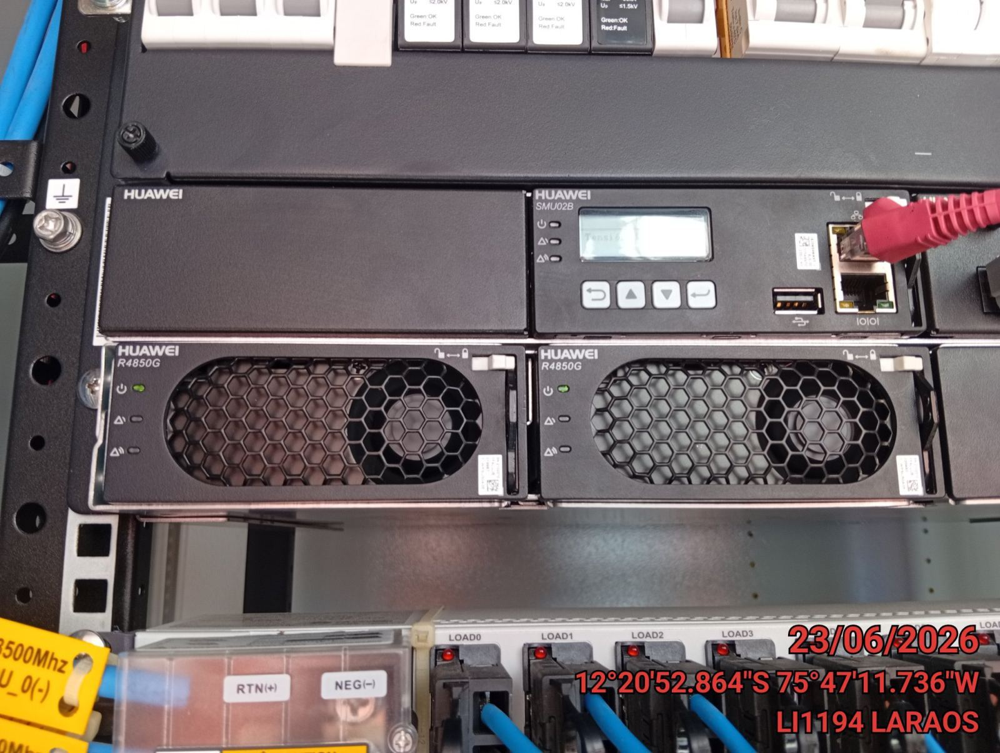 Up ≤2.0kV
Green:OK
Red:Fault
Up ≤2.0kV
Green:OK
Red:Fault
Up ≤2.0kV
Green:OK
Red:Fault
Up ≤1.5kV
Green:OK
Red:Fault
HUAWEI
HUAWEI
SMU02B
Tensió
HUAWEI
R4850G
HUAWEI
R4850G
3500Mhz
U_0(-)
RTN(+)
NEG(-)
LOAD0
LOAD1
LOAD2
LOAD3
23/06/2026
12°20'52.864"S 75°47'11.736"W
LI1194 LARAOS